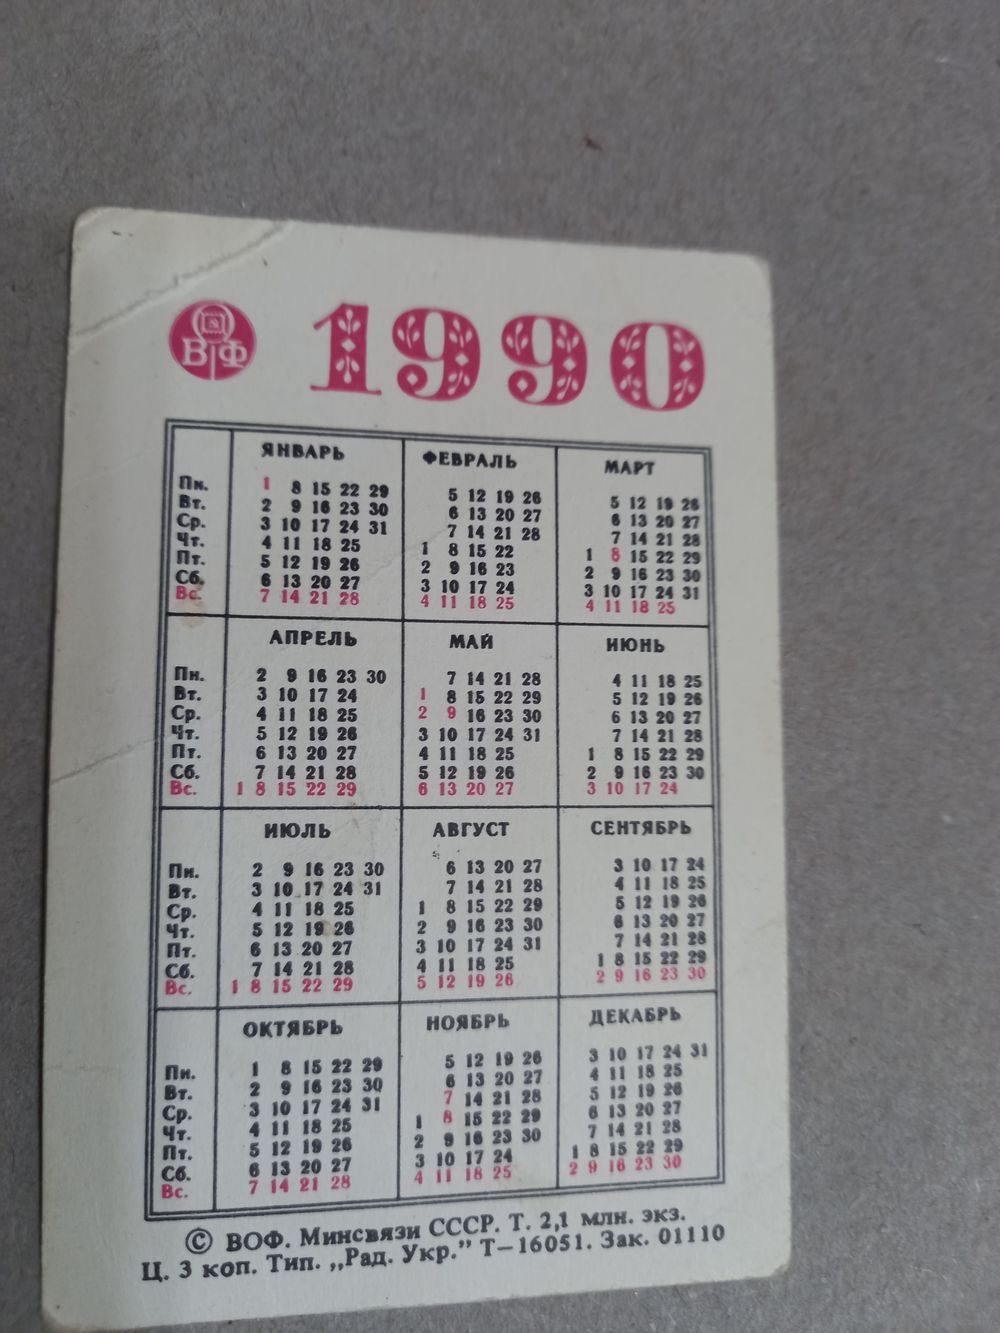 ВФ
1990
ЯНВАРЬ ФЕВРАЛЬ МАРТ
Пн. 1 8 15 22 29 5 12 19 26 5 12 19 26
Вт. 2 9 16 23 30 6 13 20 27 6 13 20 27
Ср. 3 10 17 24 31 7 14 21 28 7 14 21 28
Чт. 4 11 18 25 1 8 15 22 1 8 15 22 29
Пт. 5 12 19 26 2 9 16 23 2 9 16 23 30
Сб. 6 13 20 27 3 10 17 24 3 10 17 24 31
Вс. 7 14 21 28 4 11 18 25 4 11 18 25
АПРЕЛЬ МАЙ ИЮНЬ
Пн. 2 9 16 23 30 7 14 21 28 4 11 18 25
Вт. 3 10 17 24 1 8 15 22 29 5 12 19 26
Ср. 4 11 18 25 2 9 16 23 30 6 13 20 27
Чт. 5 12 19 26 3 10 17 24 31 7 14 21 28
Пт. 6 13 20 27 4 11 18 25 1 8 15 22 29
Сб. 7 14 21 28 5 12 19 26 2 9 16 23 30
Вс. 1 8 15 22 29 6 13 20 27 3 10 17 24
ИЮЛЬ АВГУСТ СЕНТЯБРЬ
Пн. 2 9 16 23 30 6 13 20 27 3 10 17 24
Вт. 3 10 17 24 31 7 14 21 28 4 11 18 25
Ср. 4 11 18 25 1 8 15 22 29 5 12 19 26
Чт. 5 12 19 26 2 9 16 23 30 6 13 20 27
Пт. 6 13 20 27 3 10 17 24 31 7 14 21 28
Сб. 7 14 21 28 4 11 18 25 1 8 15 22 29
Вс. 1 8 15 22 29 5 12 19 26 2 9 16 23 30
ОКТЯБРЬ НОЯБРЬ ДЕКАБРЬ
Пн. 1 8 15 22 29 5 12 19 26 3 10 17 24 31
Вт. 2 9 16 23 30 6 13 20 27 4 11 18 25
Ср. 3 10 17 24 31 7 14 21 28 5 12 19 26
Чт. 4 11 18 25 1 8 15 22 29 6 13 20 27
Пт. 5 12 19 26 2 9 16 23 30 7 14 21 28
Сб. 6 13 20 27 3 10 17 24 1 8 15 22 29
Вс. 7 14 21 28 4 11 18 25 2 9 16 23 30
© ВОФ. Минсвязи СССР. Т. 2,1 млн. экз.
Ц. 3 коп. Тип. „Рад. Укр.” Т—16051. Зак. 01110